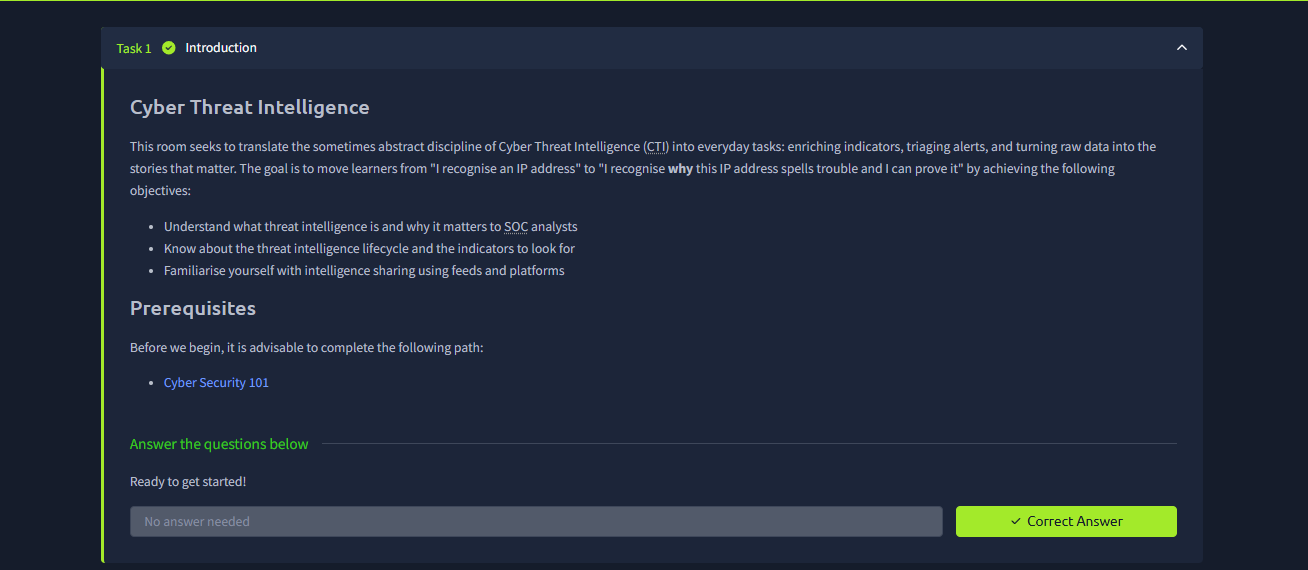 Task 1 Introduction
Cyber Threat Intelligence
This room seeks to translate the sometimes abstract discipline of Cyber Threat Intelligence (CTI) into everyday tasks: enriching indicators, triaging alerts, and turning raw data into the
stories that matter. The goal is to move learners from "I recognise an IP address" to "I recognise why this IP address spells trouble and I can prove it" by achieving the following
objectives:
• Understand what threat intelligence is and why it matters to SOC analysts
• Know about the threat intelligence lifecycle and the indicators to look for
• Familiarise yourself with intelligence sharing using feeds and platforms
Prerequisites
Before we begin, it is advisable to complete the following path:
• Cyber Security 101
Answer the questions below
Ready to get started!
No answer needed
✓ Correct Answer